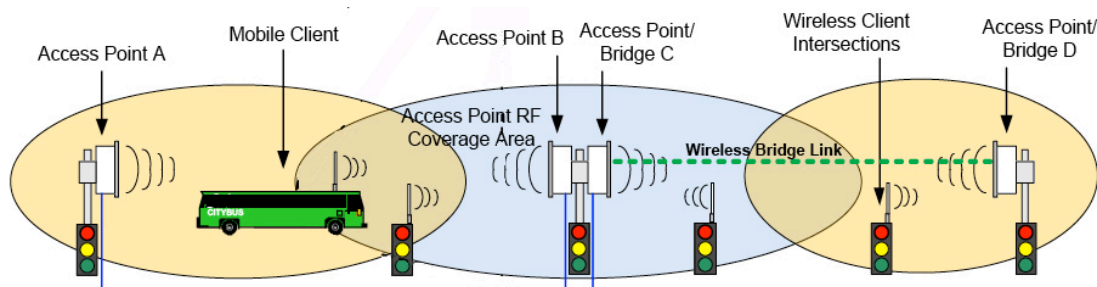 Access Point A
Mobile Client
Access Point B
Access Point/
Bridge C
Wireless Client
Intersections
Access Point/
Bridge D
Access Point RF
Coverage Area
Wireless Bridge Link
CITYBUS